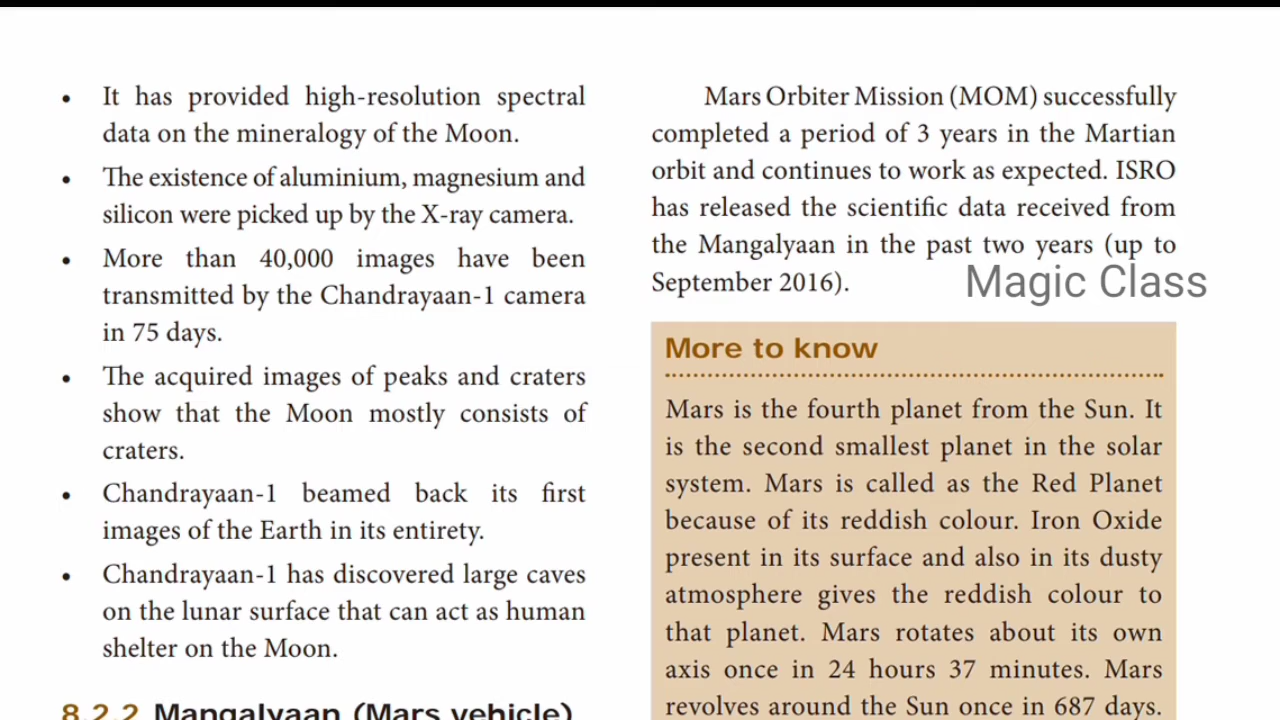 • It has provided high-resolution spectral
data on the mineralogy of the Moon.
• The existence of aluminium, magnesium and
silicon were picked up by the X-ray camera.
• More than 40,000 images have been
transmitted by the Chandrayaan-1 camera
in 75 days.
• The acquired images of peaks and craters
show that the Moon mostly consists of
craters.
• Chandrayaan-1 beamed back its first
images of the Earth in its entirety.
• Chandrayaan-1 has discovered large caves
on the lunar surface that can act as human
shelter on the Moon.
8.2.2 Mangalyaan (Mars vehicle)
Mars Orbiter Mission (MOM) successfully
completed a period of 3 years in the Martian
orbit and continues to work as expected. ISRO
has released the scientific data received from
the Mangalyaan in the past two years (up to
September 2016).
Magic Class
More to know
Mars is the fourth planet from the Sun. It
is the second smallest planet in the solar
system. Mars is called as the Red Planet
because of its reddish colour. Iron Oxide
present in its surface and also in its dusty
atmosphere gives the reddish colour to
that planet. Mars rotates about its own
axis once in 24 hours 37 minutes. Mars
revolves around the Sun once in 687 days.